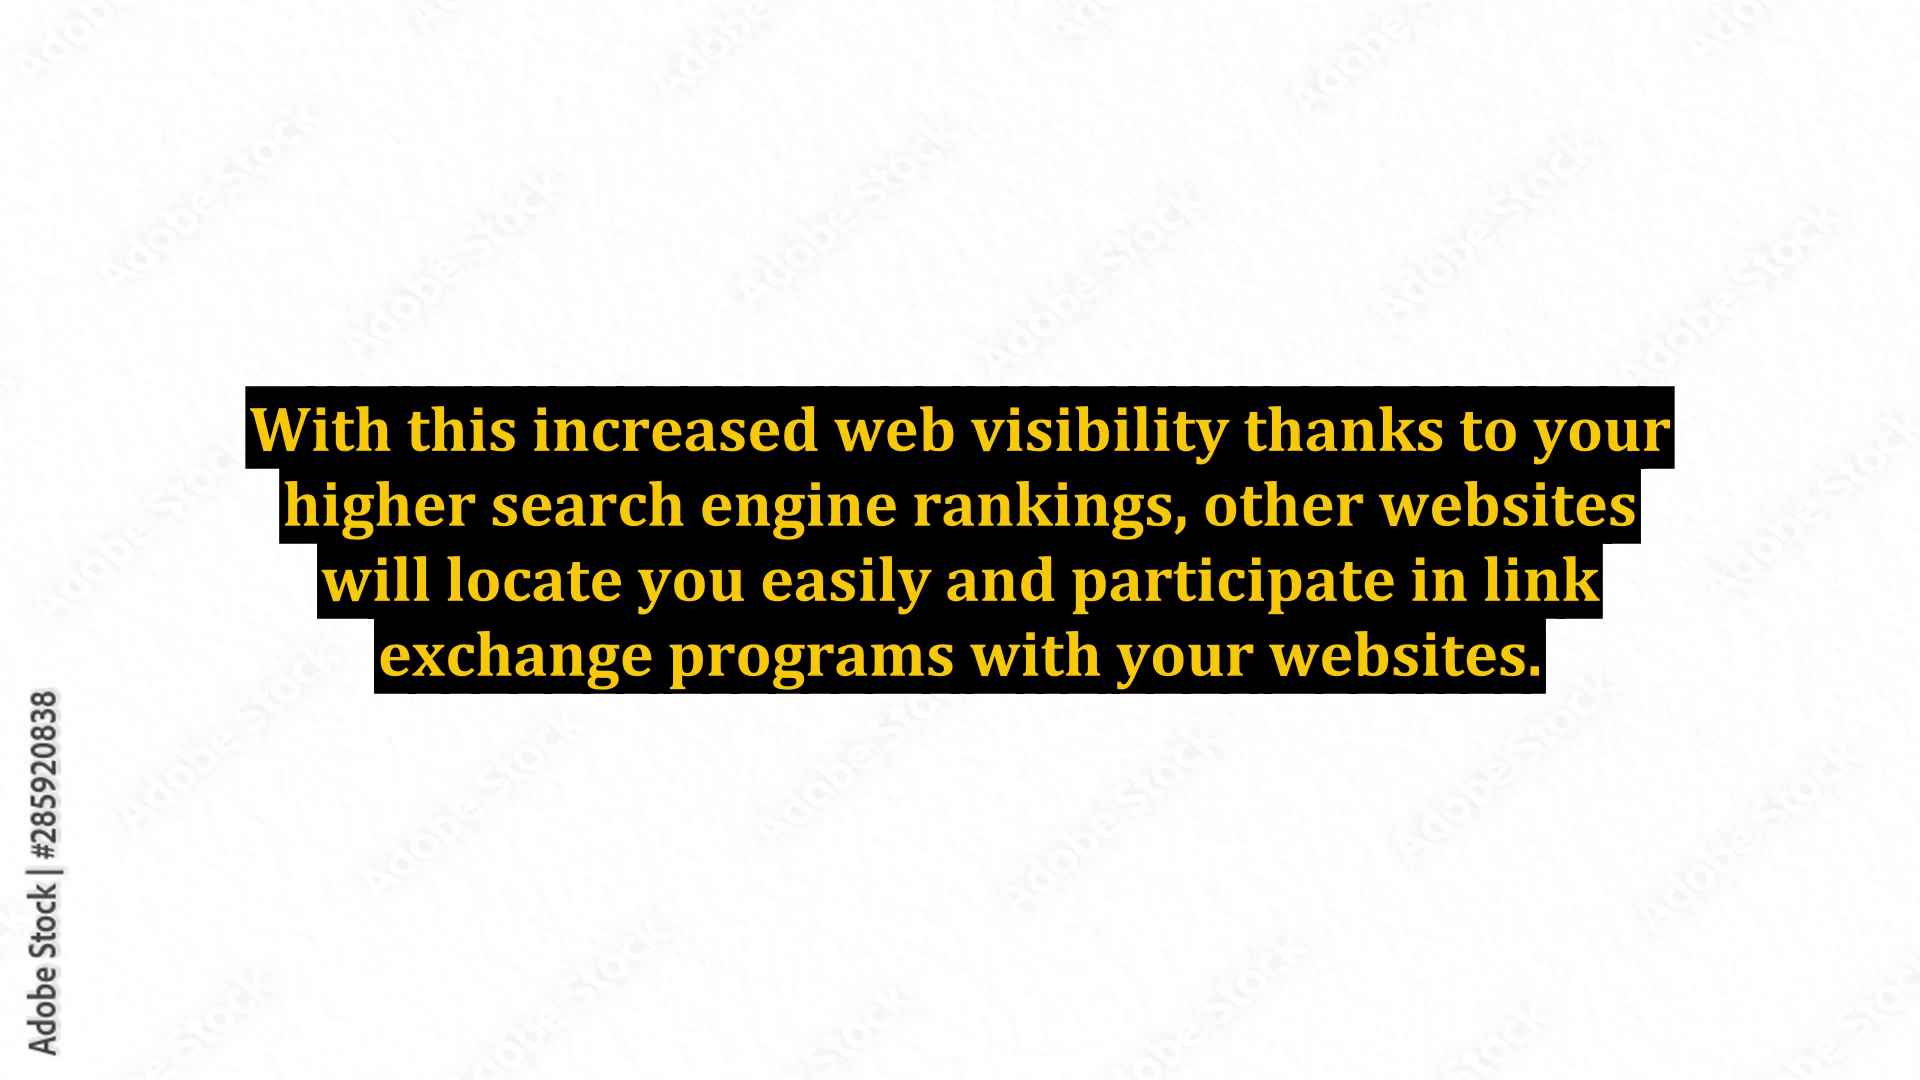 With this increased web visibility thanks to your
higher search engine rankings, other websites
will locate you easily and participate in link
exchange programs with your websites.
Adobe Stock | #285920838